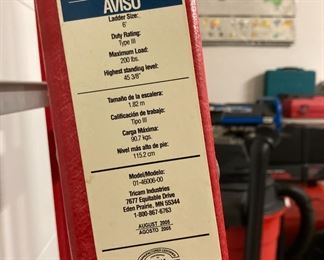 AVISO
Ladder Size:
6'
Duty Rating:
Type III
Maximum Load:
200 lbs.
Highest standing level:
45 3/8"
Tamaño de la escalera:
1.82 m
Calificación de trabajo:
Tipo III
Carga Máxima:
90.7 kgs.
Nivel más alto de pie:
115.2 cm
Model/Modelo:
01-46006-00
Tricam Industries
7677 Equitable Drive
Eden Prairie, MN 55344
1-800-867-6763
AUGUST 2005
AGOSTO 2005